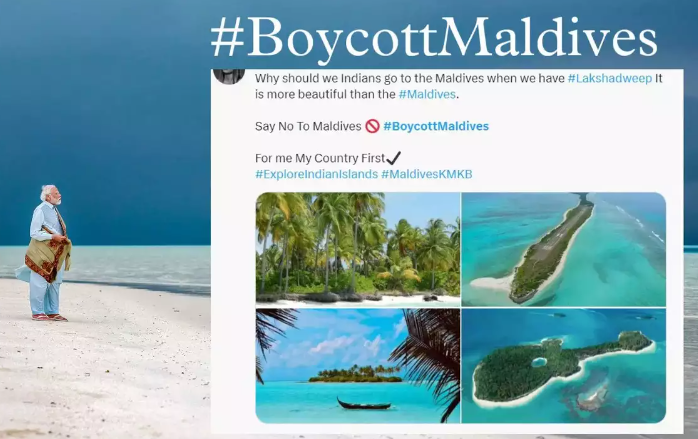 #BoycottMaldives
Why should we Indians go to the Maldives when we have #Lakshadweep It
is more beautiful than the #Maldives.
Say No To Maldives 🚫 #BoycottMaldives
For me My Country First✔️
#ExploreIndianIslands #MaldivesKMKB